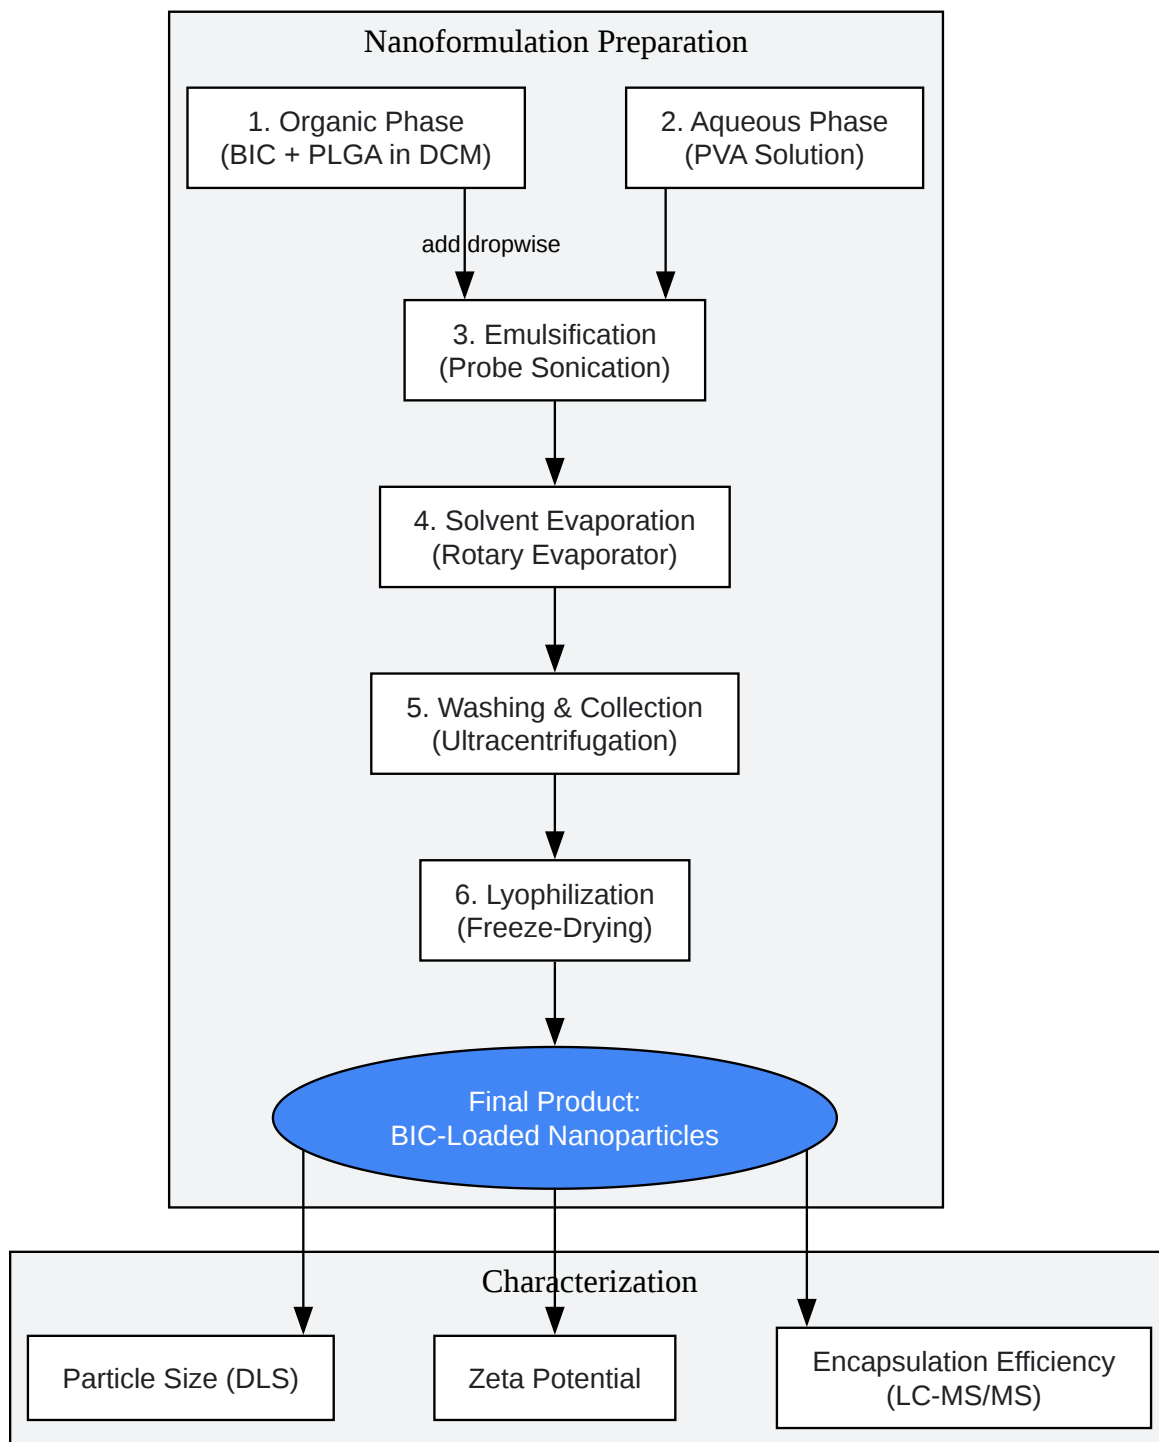 Nanoformulation Preparation
1. Organic Phase
(BIC + PLGA in DCM)
2. Aqueous Phase
(PVA Solution)
add dropwise
3. Emulsification
(Probe Sonication)
4. Solvent Evaporation
(Rotary Evaporator)
5. Washing & Collection
(Ultracentrifugation)
6. Lyophilization
(Freeze-Drying)
Final Product:
BIC-Loaded Nanoparticles
Characterization
Particle Size (DLS)
Zeta Potential
Encapsulation Efficiency
(LC-MS/MS)